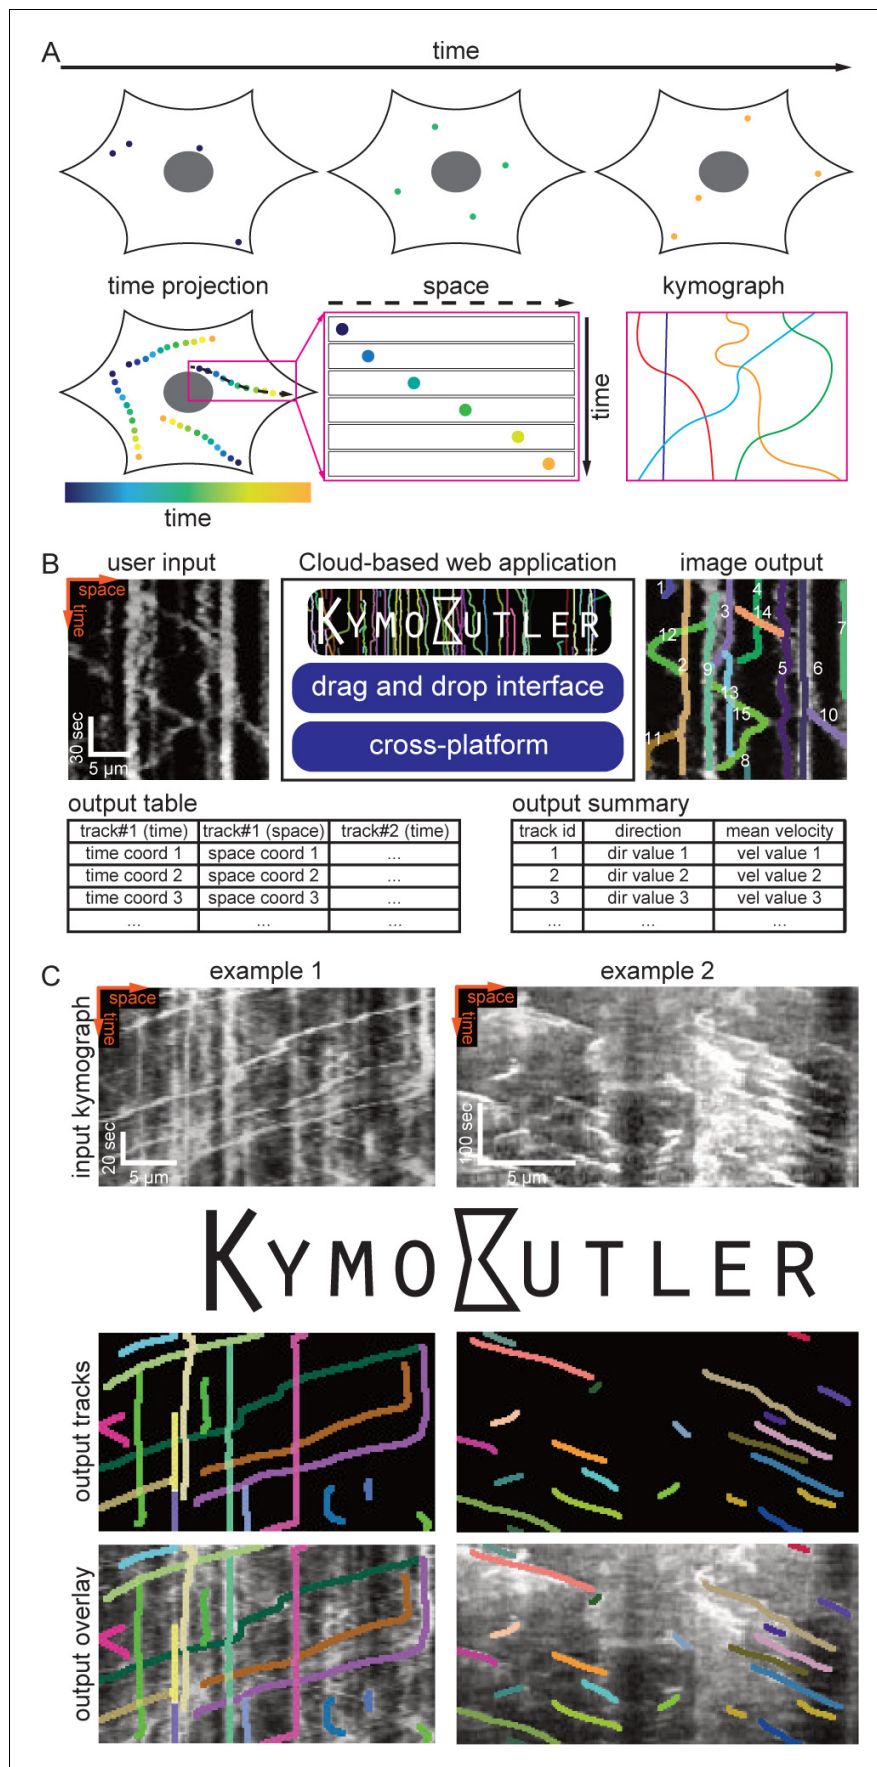 A
time
time projection
space
kymograph
time
time
B
user input
Cloud-based web application
image output
space
time
30 sec
5 μm
KYMOBUTLER
drag and drop interface
cross-platform
1
4
3
14
12
7
2
9
5
6
13
15
10
11
8
output table
track#1 (time) track#1 (space) track#2 (time)
time coord 1 space coord 1 ...
time coord 2 space coord 2 ...
time coord 3 space coord 3 ...
... ... ...
output summary
track id direction mean velocity
1 dir value 1 vel value 1
2 dir value 2 vel value 2
3 dir value 3 vel value 3
... ... ...
C
example 1
example 2
input kymograph
space
time
20 sec
5 μm
space
time
100 sec
5 μm
KYMOBUTLER
output tracks
output overlay